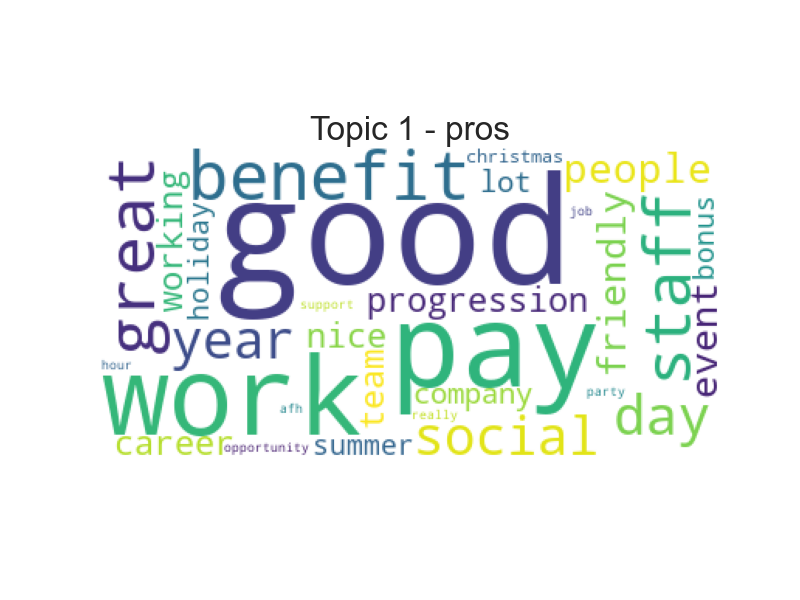 Topic 1 - pros
great
working
holiday
benefit
christmas
lot
people
good
job
friendly
staff
bonus
event
support
progression
year
nice
pay
hour
work
afh
team
company
really
party
day
career
opportunity
summer
social